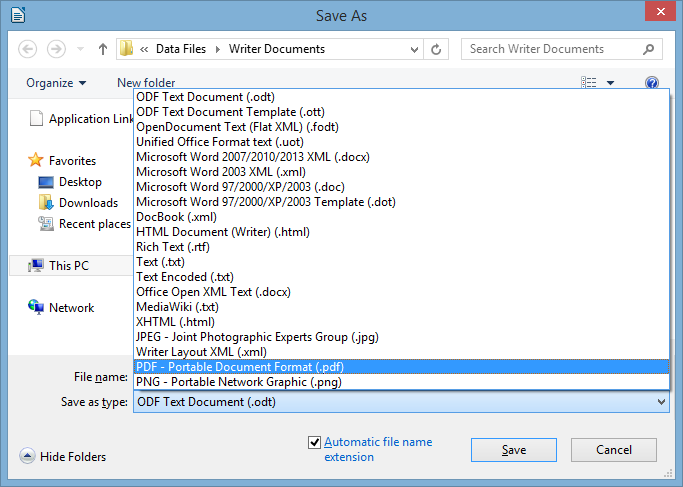 Save As
Data Files Writer Documents
Search Writer Documents
Organize New folder
Application Link
Favorites
Desktop
Downloads
Recent places
This PC
Network
ODF Text Document (.odt)
ODF Text Document Template (.ott)
OpenDocument Text (Flat XML) (.fodt)
Unified Office Format text (.uot)
Microsoft Word 2007/2010/2013 XML (.docx)
Microsoft Word 2003 XML (.xml)
Microsoft Word 97/2000/XP/2003 (.doc)
Microsoft Word 97/2000/XP/2003 Template (.dot)
DocBook (.xml)
HTML Document (Writer) (.html)
Rich Text (.rtf)
Text (.txt)
Text Encoded (.txt)
Office Open XML Text (.docx)
MediaWiki (.txt)
XHTML (.html)
JPEG - Joint Photographic Experts Group (.jpg)
Writer Layout XML (.xml)
PDF - Portable Document Format (.pdf)
PNG - Portable Network Graphic (.png)
File name:
Save as type: ODF Text Document (.odt)
Automatic file name
extension
Save
Cancel
Hide Folders